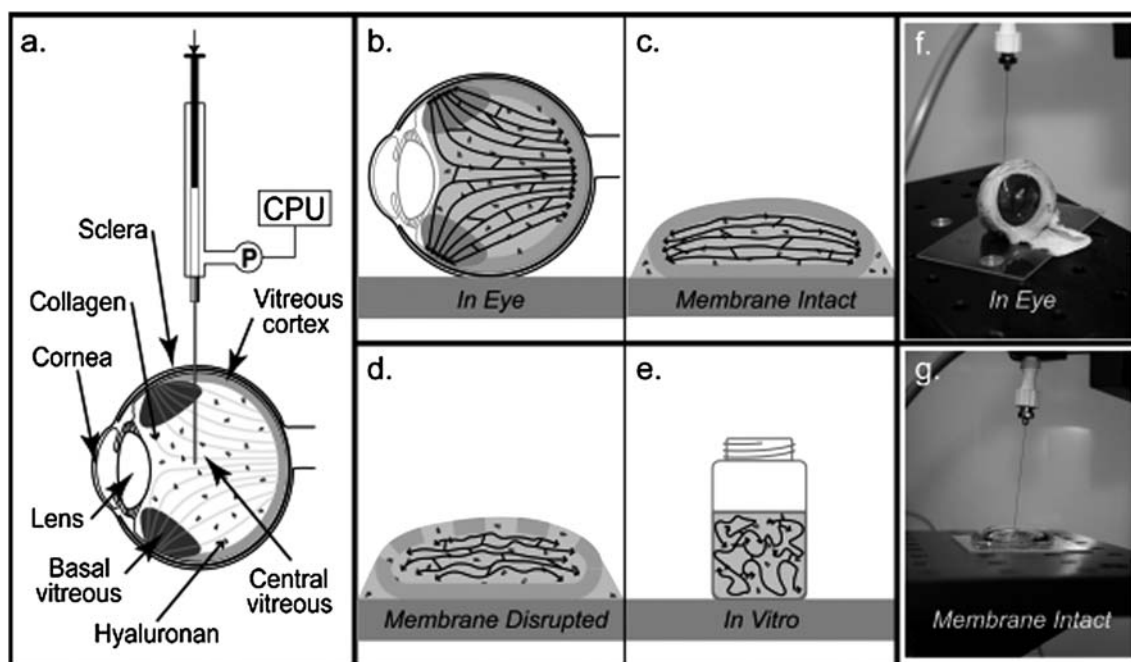 a.
CPU
P
Sclera
Collagen
Vitreous
cortex
Cornea
Lens
Basal
vitreous
Central
vitreous
Hyaluronan
b.
In Eye
c.
Membrane Intact
d.
Membrane Disrupted
e.
In Vitro
f.
In Eye
g.
Membrane Intact